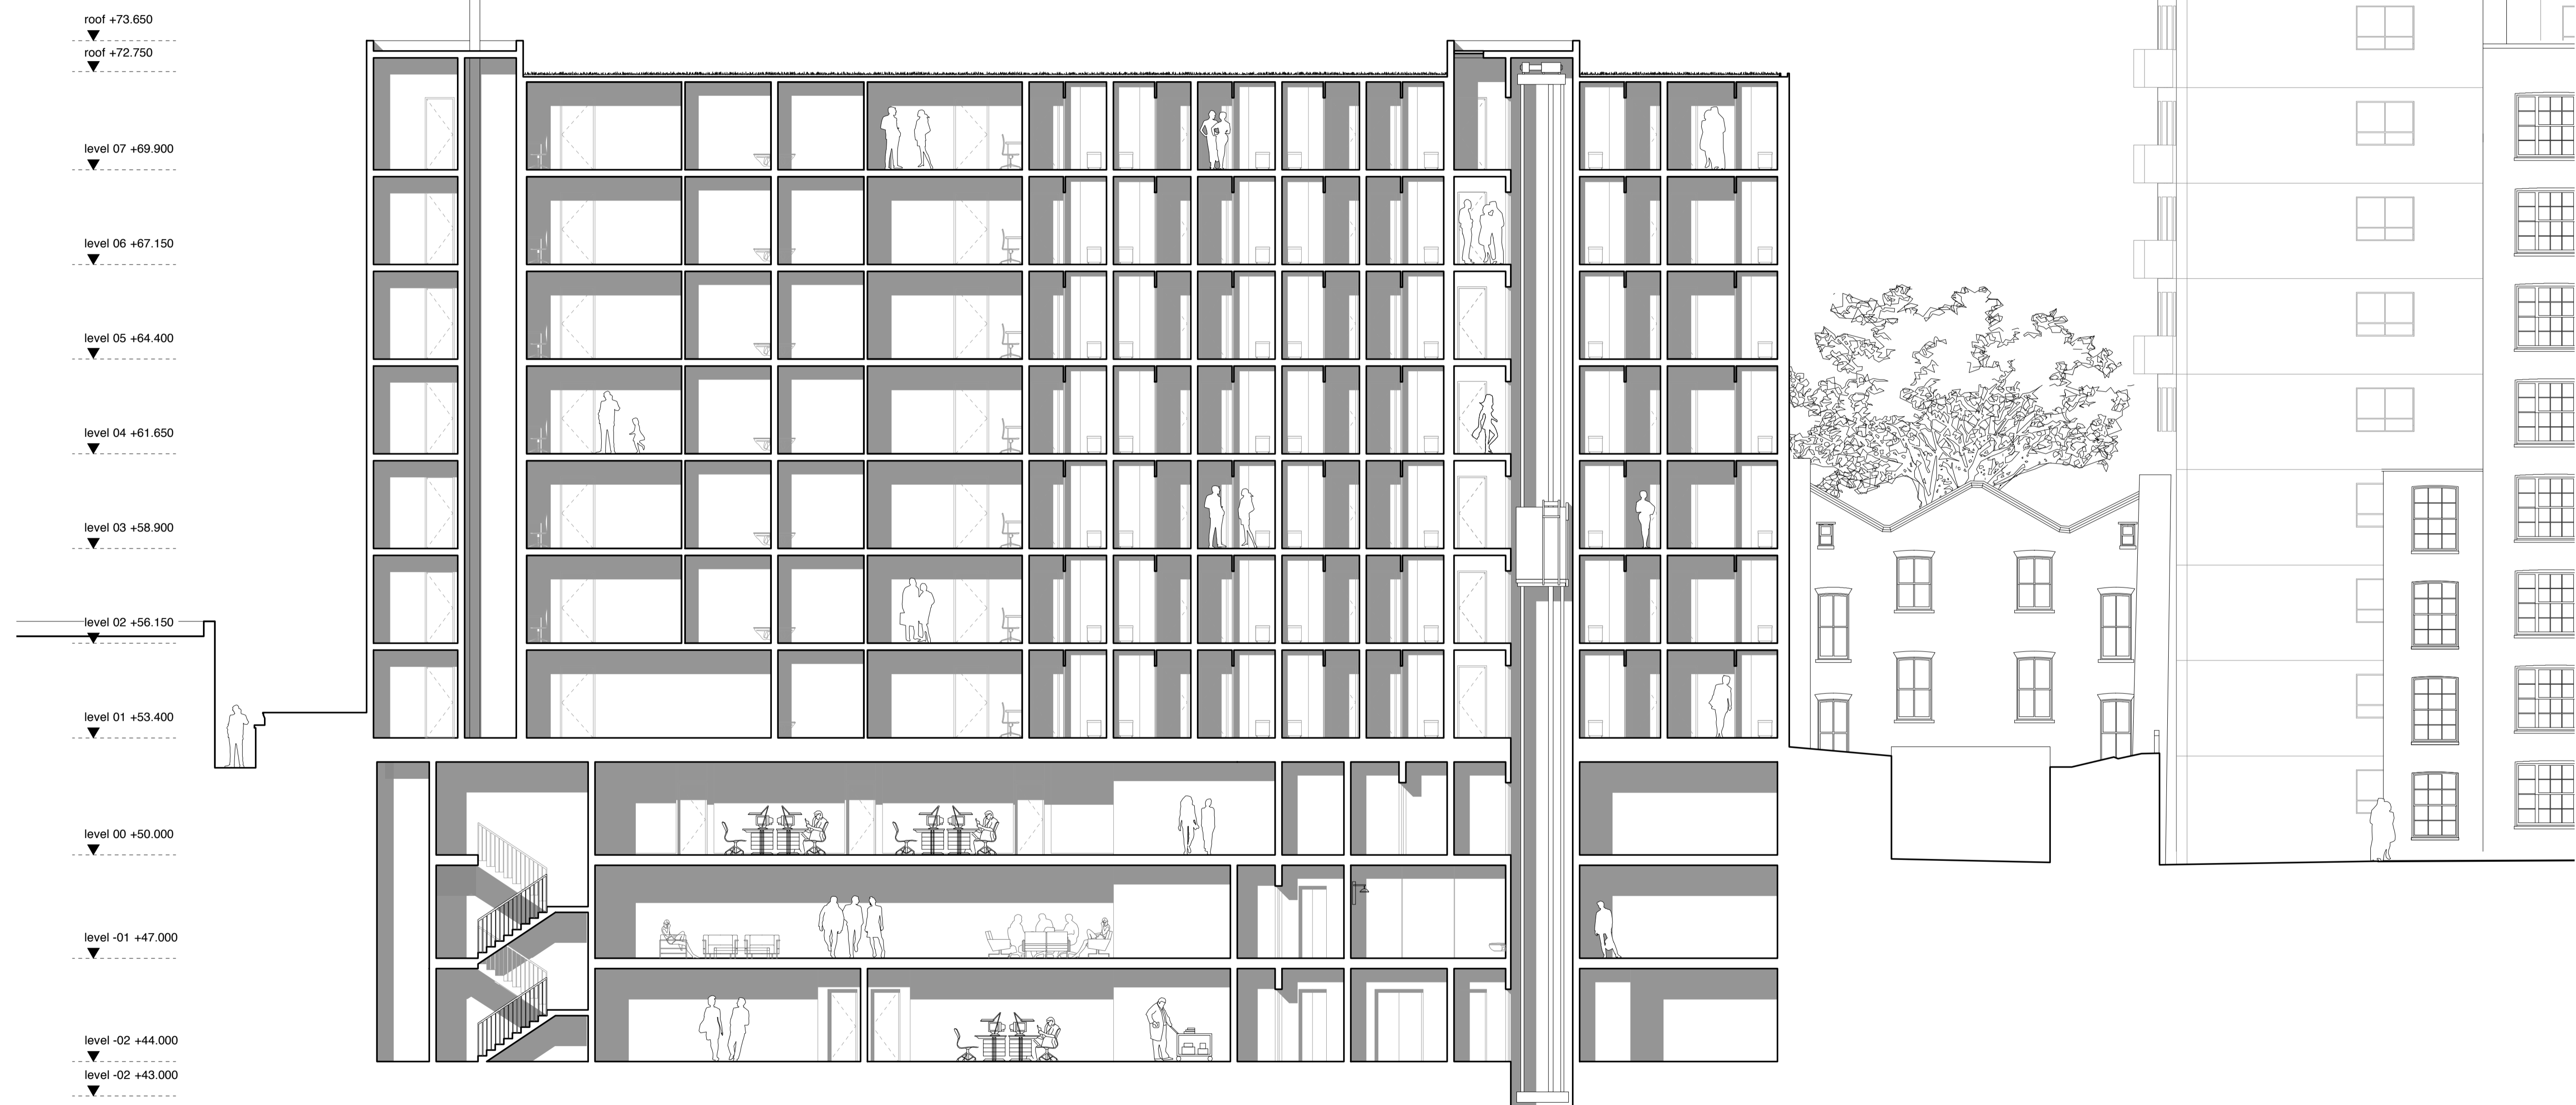 roof +73.650
roof +72.750
level 07 +69.900
level 06 +67.150
level 05 +64.400
level 04 +61.650
level 03 +58.900
level 02 +56.150
level 01 +53.400
level 00 +50.000
level -01 +47.000
level -02 +44.000
level -02 +43.000